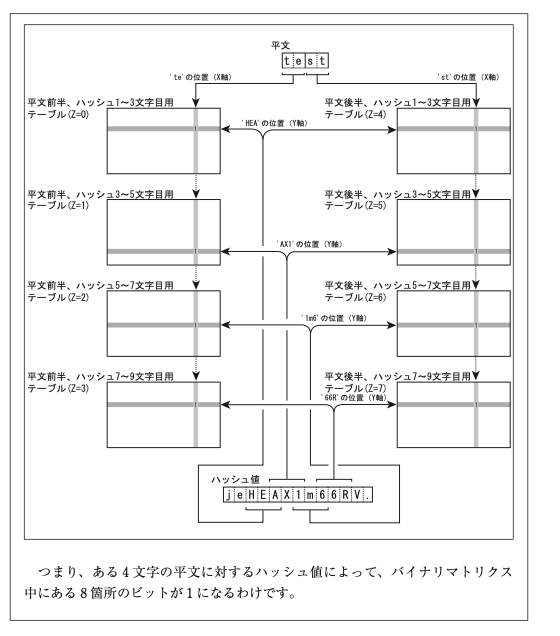 平文
test
'te'の位置 (X軸)
'st'の位置 (X軸)
平文前半、ハッシュ1~3文字目用
テーブル(Z=0)
平文後半、ハッシュ1~3文字目用
テーブル(Z=4)
'HEA'の位置 (Y軸)
平文前半、ハッシュ3~5文字目用
テーブル(Z=1)
平文後半、ハッシュ3~5文字目用
テーブル(Z=5)
'AX1'の位置 (Y軸)
平文前半、ハッシュ5~7文字目用
テーブル(Z=2)
平文後半、ハッシュ5~7文字目用
テーブル(Z=6)
'1m6'の位置 (Y軸)
平文前半、ハッシュ7~9文字目用
テーブル(Z=3)
平文後半、ハッシュ7~9文字目用
テーブル(Z=7)
'66R'の位置 (Y軸)
ハッシュ値
jeHEAX1m66RV.
つまり、ある4文字の平文に対するハッシュ値によって、バイナリマトリクス
中にある8箇所のビットが1になるわけです。